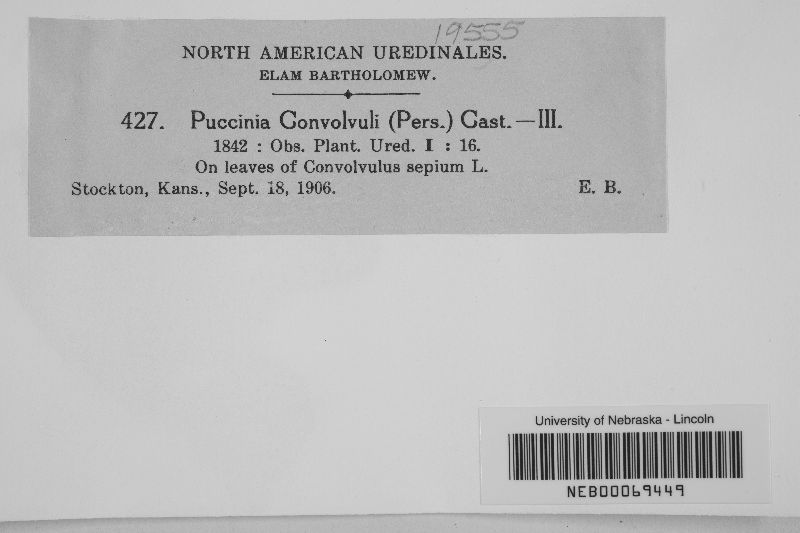 19555
NORTH AMERICAN UREDINALES.
ELAM BARTHOLOMEW.
427. Puccinia Convolvuli (Pers.) Cast.—III.
1842 : Obs. Plant. Ured. I : 16.
On leaves of Convolvulus sepium L.
Stockton, Kans., Sept. 18, 1906. E. B.
University of Nebraska - Lincoln
NEB00069449